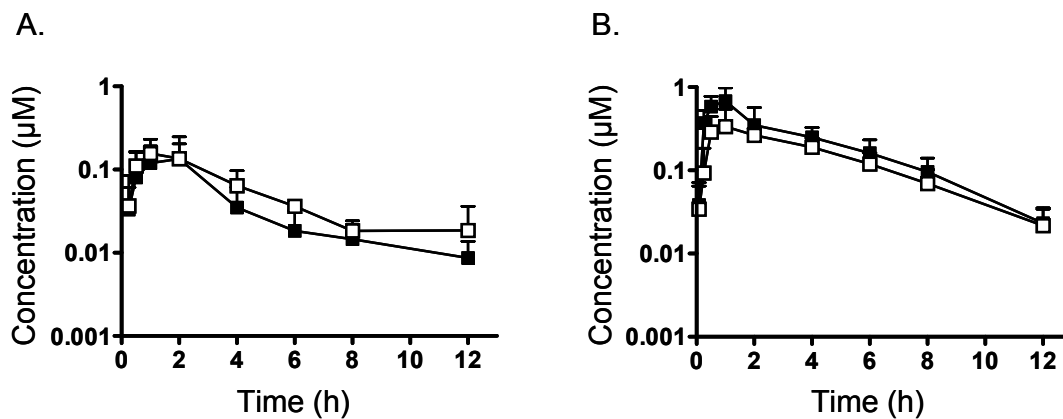 A.
Concentration (µM)
1
0.1
0.01
0.001
0 2 4 6 8 10 12
Time (h)
B.
Concentration (µM)
1
0.1
0.01
0.001
0 2 4 6 8 10 12
Time (h)